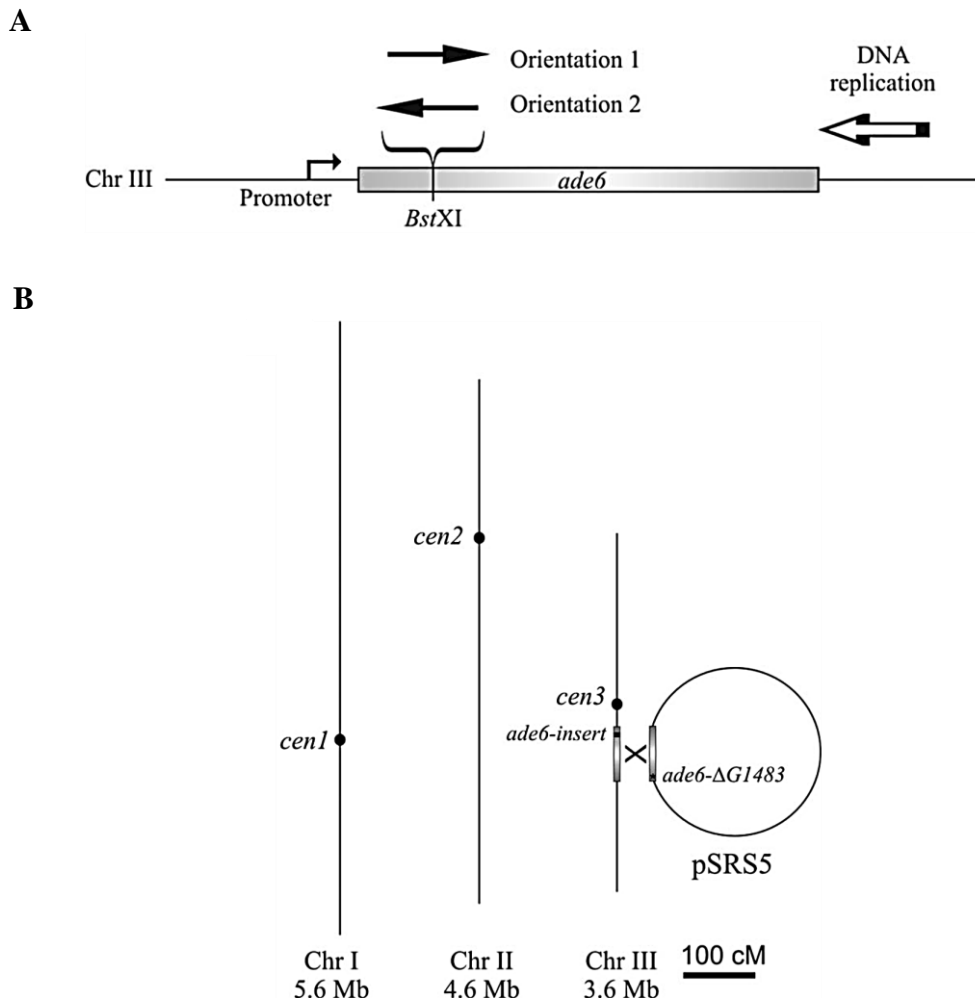 A
Orientation 1
Orientation 2
DNA
replication
Chr III
Promoter
ade6
BstXI
B
cen2
cen3
ade6-insert
cen1
ade6-ΔG1483
pSRS5
Chr I
5.6 Mb
Chr II
4.6 Mb
Chr III
3.6 Mb
100 cM